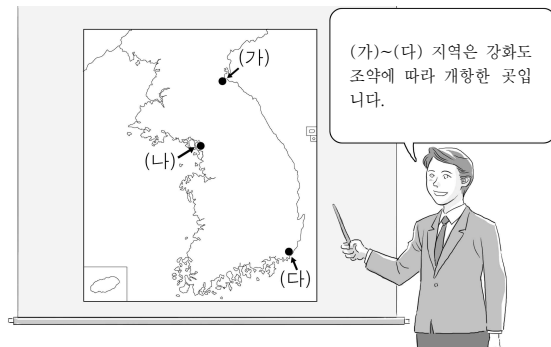 (가)
(가)~(다) 지역은 강화도
조약에 따라 개항한 곳입
니다.
(나)
(다)